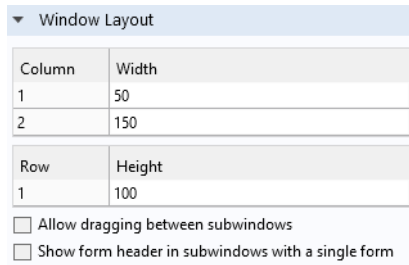 Window Layout
Column Width
1 50
2 150
Row Height
1 100
Allow dragging between subwindows
Show form header in subwindows with a single form